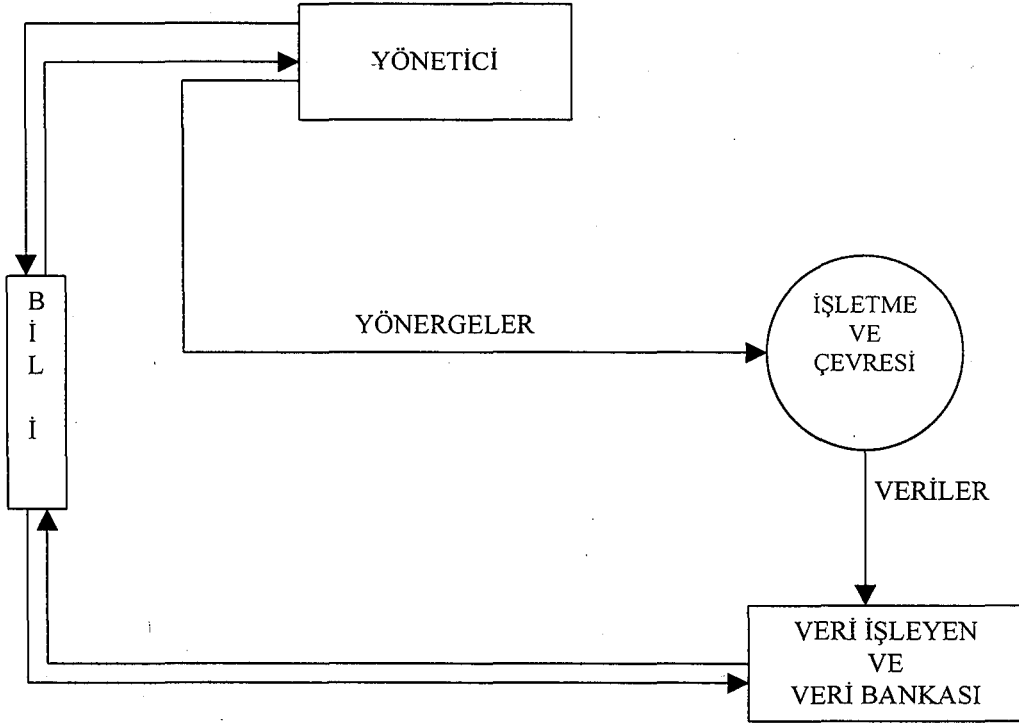 YÖNETİCİ
B
İ
L
İ
YÖNERGELER
İŞLETME
VE
ÇEVRESİ
VERİLER
VERİ İŞLEYEN
VE
VERİ BANKASI